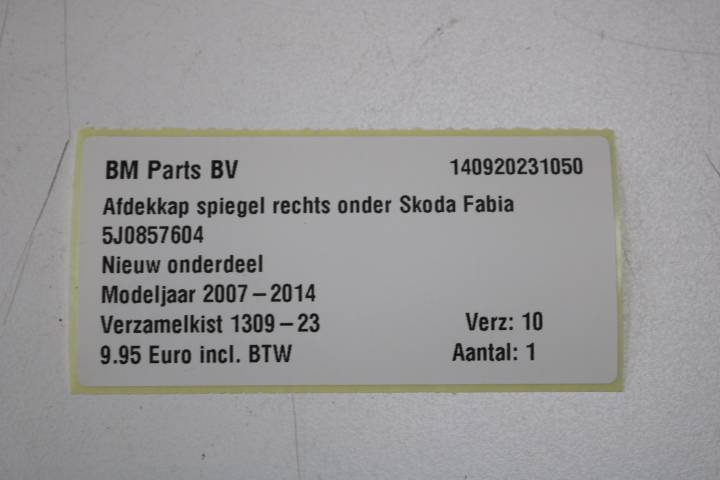 BM Parts BV 140920231050
Afdekkap spiegel rechts onder Skoda Fabia
5J0857604
Nieuw onderdeel
Modeljaar 2007 – 2014
Verzamelkist 1309 – 23 Verz: 10
9.95 Euro incl. BTW Aantal: 1